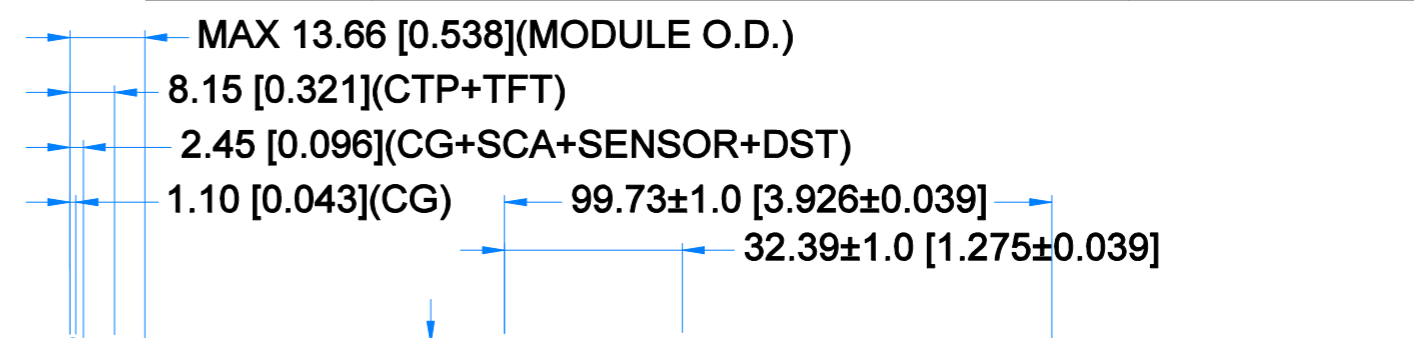 MAX 13.66 [0.538](MODULE O.D.)
8.15 [0.321](CTP+TFT)
2.45 [0.096](CG+SCA+SENSOR+DST)
1.10 [0.043](CG) 99.73±1.0 [3.926±0.039]
32.39±1.0 [1.275±0.039]